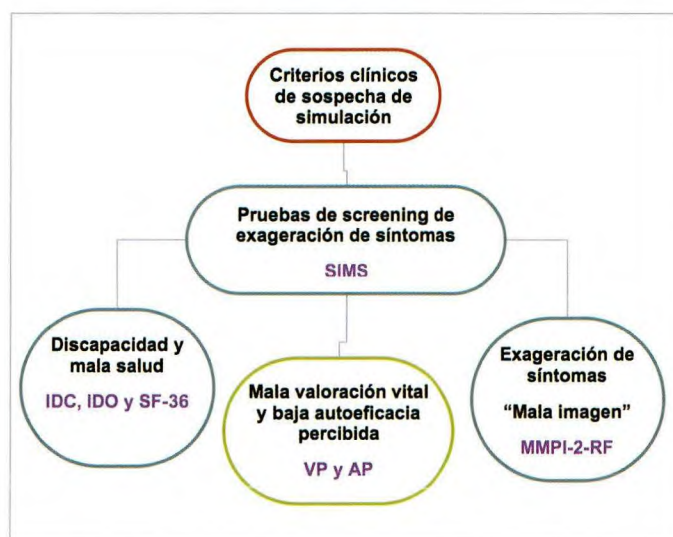 Criterios clínicos
de sospecha de
simulación
Pruebas de screening de
exageración de síntomas
SIMS
Discapacidad y
mala salud
IDC, IDO y SF-36
Mala valoración vital
y baja autoeficacia
percibida
VP y AP
Exageración de
síntomas
“Mala imagen”
MMPI-2-RF